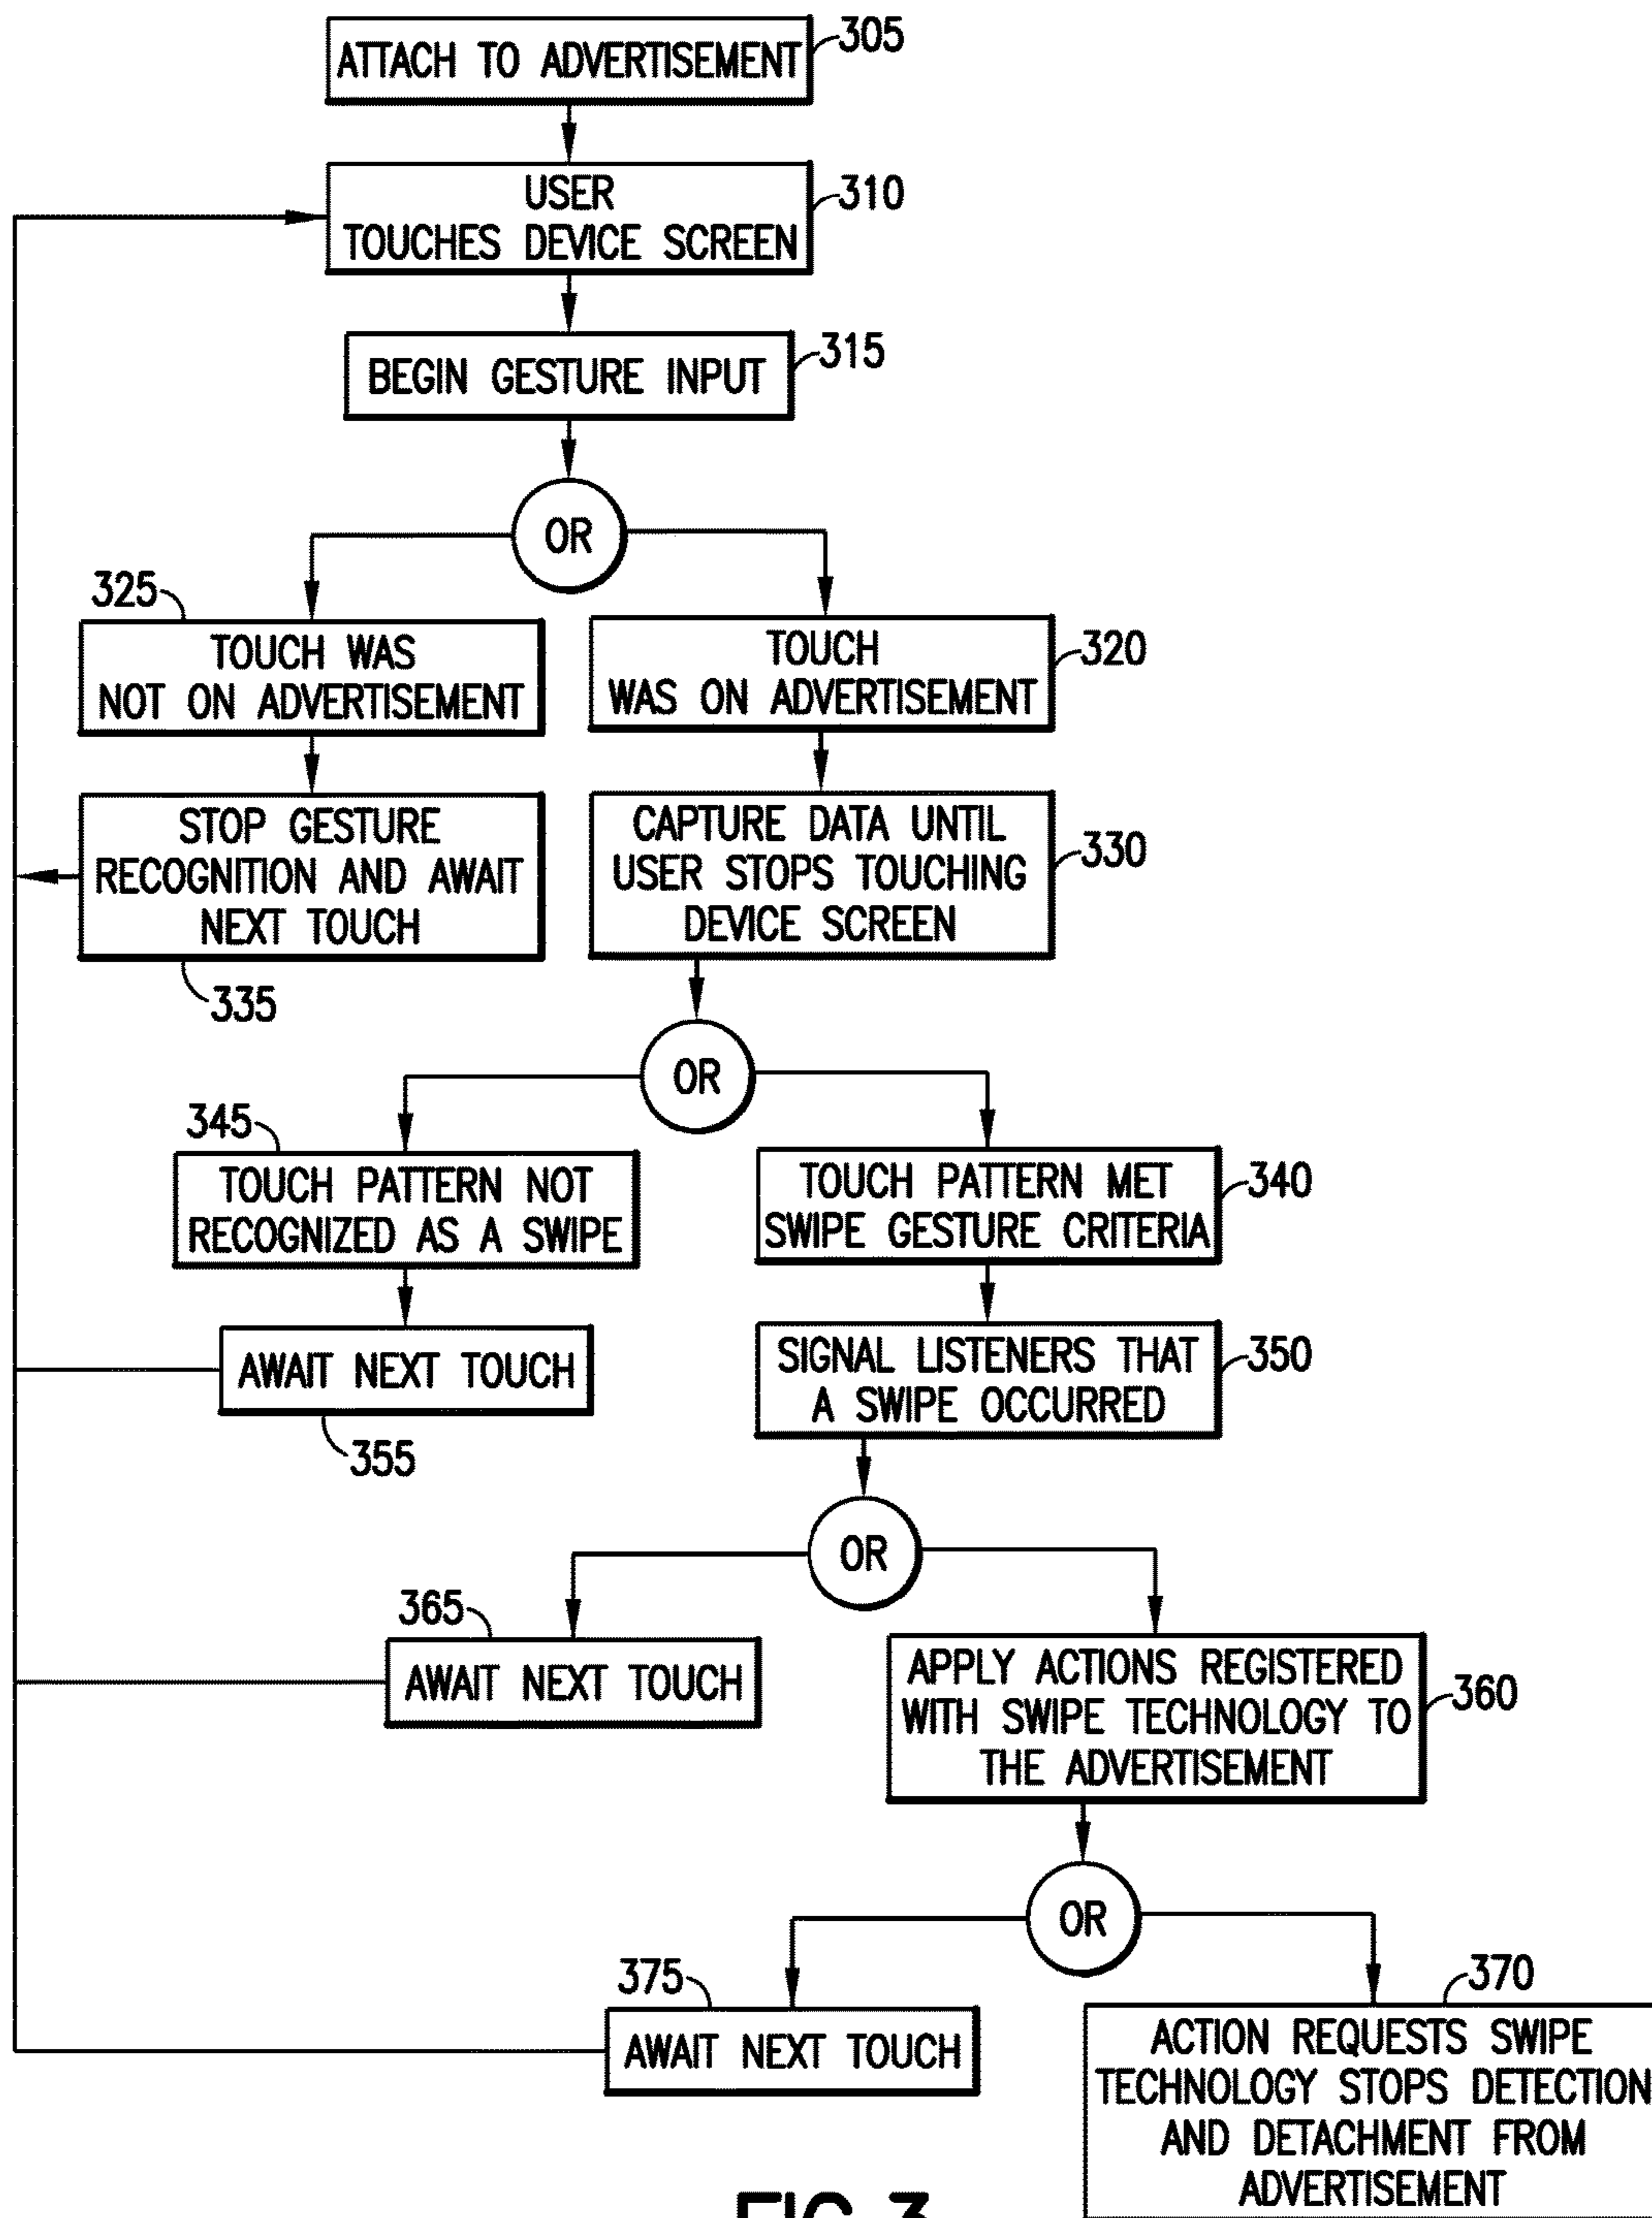 ATTACH TO ADVERTISEMENT
305
USER
TOUCHES DEVICE SCREEN
310
BEGIN GESTURE INPUT
315
OR
325
TOUCH WAS
NOT ON ADVERTISEMENT
TOUCH
WAS ON ADVERTISEMENT
320
STOP GESTURE
RECOGNITION AND AWAIT
NEXT TOUCH
335
CAPTURE DATA UNTIL
USER STOPS TOUCHING
DEVICE SCREEN
330
OR
345
TOUCH PATTERN NOT
RECOGNIZED AS A SWIPE
TOUCH PATTERN MET
SWIPE GESTURE CRITERIA
340
AWAIT NEXT TOUCH
355
SIGNAL LISTENERS THAT
A SWIPE OCCURRED
350
OR
365
AWAIT NEXT TOUCH
APPLY ACTIONS REGISTERED
WITH SWIPE TECHNOLOGY TO
THE ADVERTISEMENT
360
OR
375
AWAIT NEXT TOUCH
370
ACTION REQUESTS SWIPE
TECHNOLOGY STOPS DETECTION
AND DETACHMENT FROM
ADVERTISEMENT
FIG.3